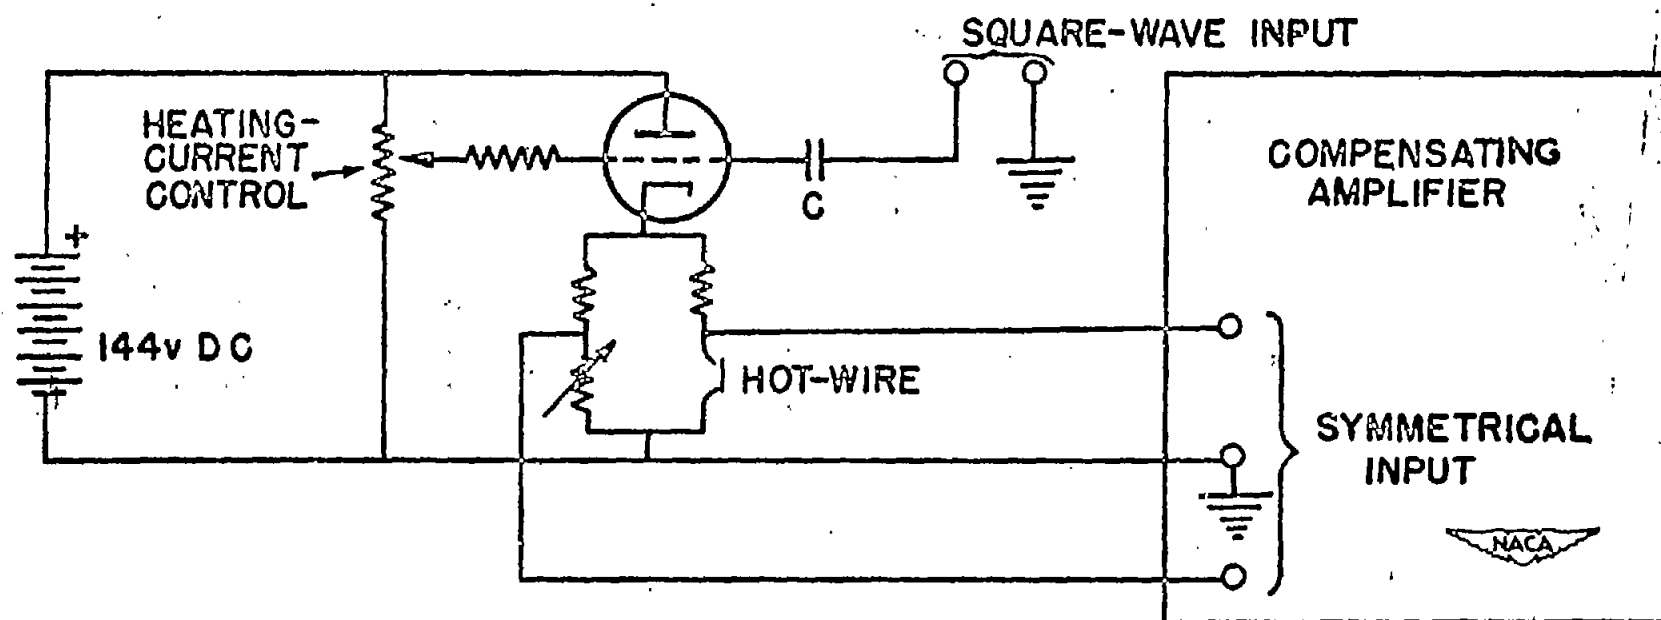 SQUARE-WAVE INPUT
HEATING-
CURRENT
CONTROL
COMPENSATING
AMPLIFIER
C
+
144v DC
HOT-WIRE
SYMMETRICAL
INPUT
NACA